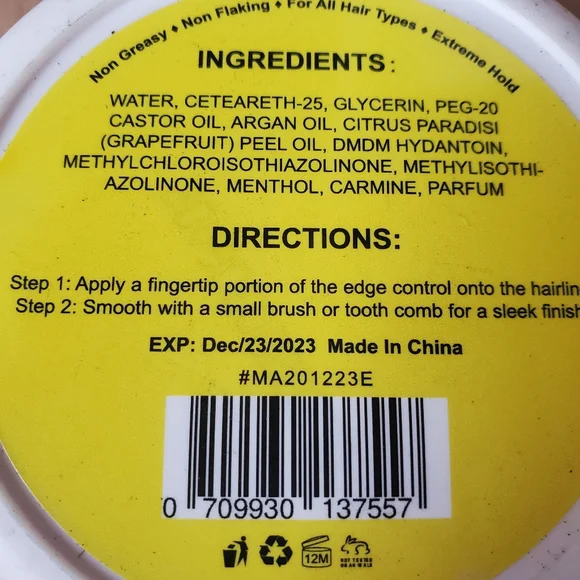 Non Greasy ♦ Non Flaking ♦ For All Hair Types ♦ Extreme Hold
INGREDIENTS:
WATER, CETEARETH-25, GLYCERIN, PEG-20
CASTOR OIL, ARGAN OIL, CITRUS PARADISI
(GRAPEFRUIT) PEEL OIL, DMDM HYDANTOIN,
METHYLCHLOROISOTHIAZOLINONE, METHYLISOTHI-
AZOLINONE, MENTHOL, CARMINE, PARFUM
DIRECTIONS:
Step 1: Apply a fingertip portion of the edge control onto the hairlin
Step 2: Smooth with a small brush or tooth comb for a sleek finish
EXP: Dec/23/2023 Made In China
#MA201223E
0 709930 137557
12M
NOT TESTED